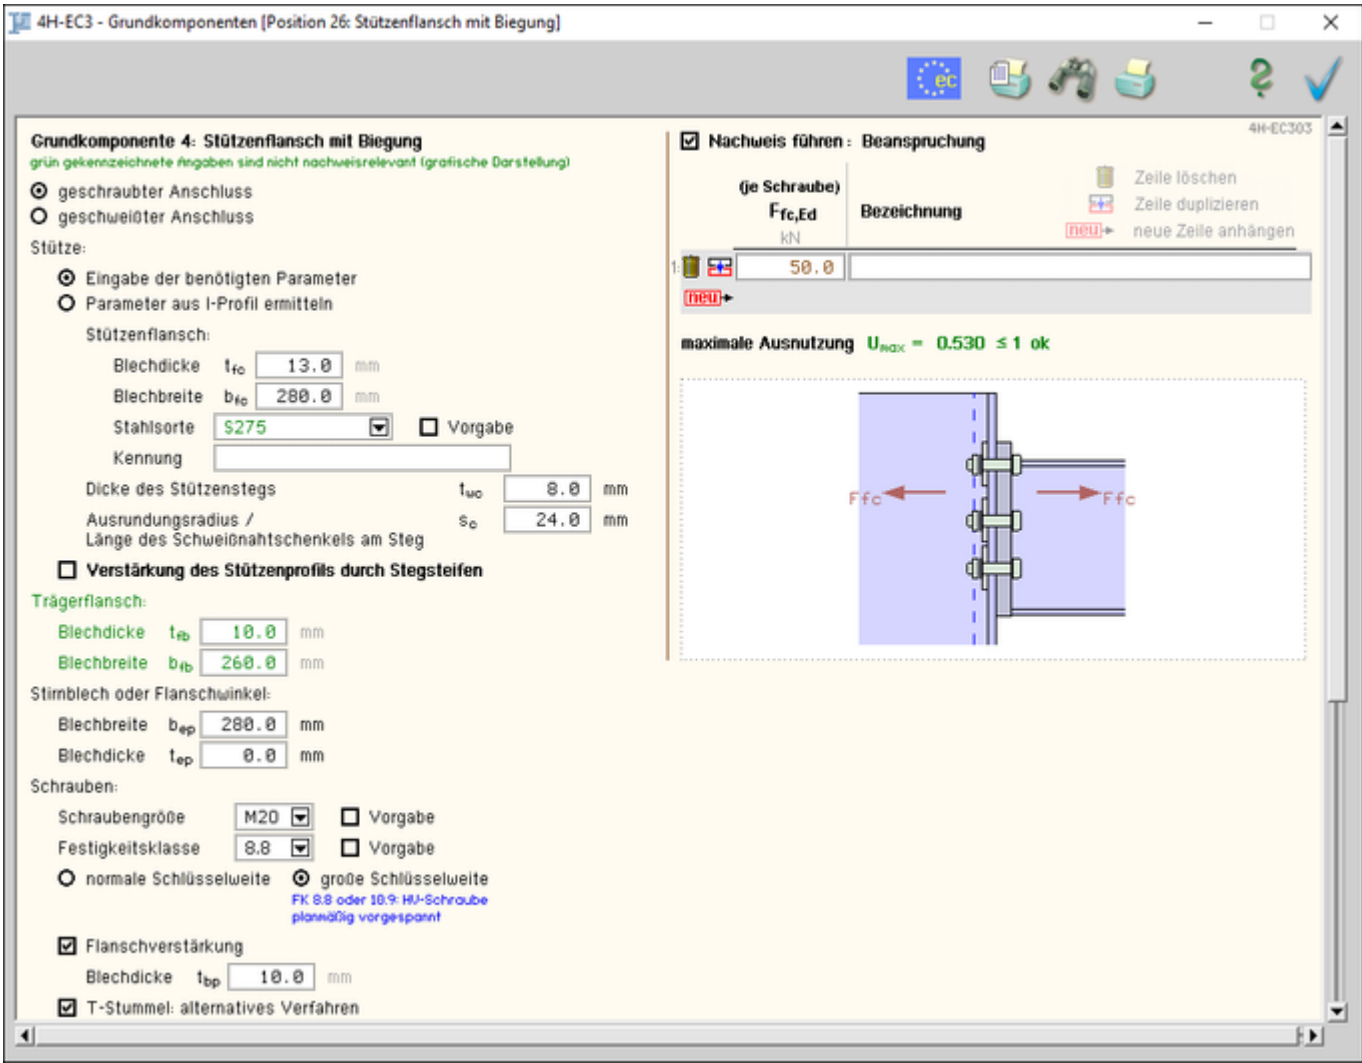 4H-EC3 - Grundkomponenten [Position 26: Stützenflansch mit Biegung]
ec
4H-EC303
Grundkomponente 4: Stützenflansch mit Biegung
grün gekennzeichnete Angaben sind nicht nachweisrelevant (grafische Darstellung)
geschraubter Anschluss
geschweißter Anschluss
Stütze:
Eingabe der benötigten Parameter
Parameter aus I-Profil ermitteln
Stützenflansch:
Blechdicke tfc 13.0 mm
Blechbreite bfc 280.0 mm
Stahlsorte S275 Vorgabe
Kennung
Dicke des Stützenstegs twc 8.0 mm
Ausrundungsradius / sc 24.0 mm
Länge des Schweißnahtschenkels am Steg
Verstärkung des Stützenprofils durch Stegsteifen
Trägerflansch:
Blechdicke tfb 10.0 mm
Blechbreite bfb 260.0 mm
Stirnblech oder Flanschwinkel:
Blechbreite bep 280.0 mm
Blechdicke tep 0.0 mm
Schrauben:
Schraubengröße M20 Vorgabe
Festigkeitsklasse 8.8 Vorgabe
normale Schlüsselweite große Schlüsselweite
FK 8.8 oder 10.9: HV-Schraube
planmäßig vorgespannt
Flanschverstärkung
Blechdicke tbp 10.0 mm
T-Stummel: alternatives Verfahren
Nachweis führen: Beanspruchung
(je Schraube)
Ffc,Ed
kN
Bezeichnung
Zeile löschen
Zeile duplizieren
neu neue Zeile anhängen
1: 50.0
neu
maximale Ausnutzung Umax = 0.530 ≤ 1 ok
Ffc Ffc